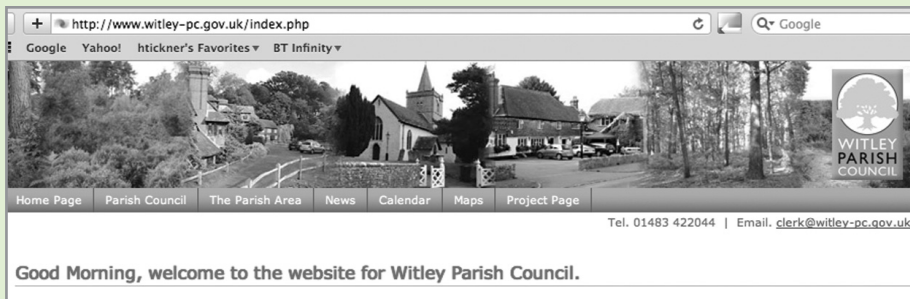 http://www.witley-pc.gov.uk/index.php
Google
Google Yahoo! htickner's Favorites BT Infinity
WITLEY
PARISH
COUNCIL
Home Page Parish Council The Parish Area News Calendar Maps Project Page
Tel. 01483 422044 | Email. clerk@witley-pc.gov.uk
Good Morning, welcome to the website for Witley Parish Council.